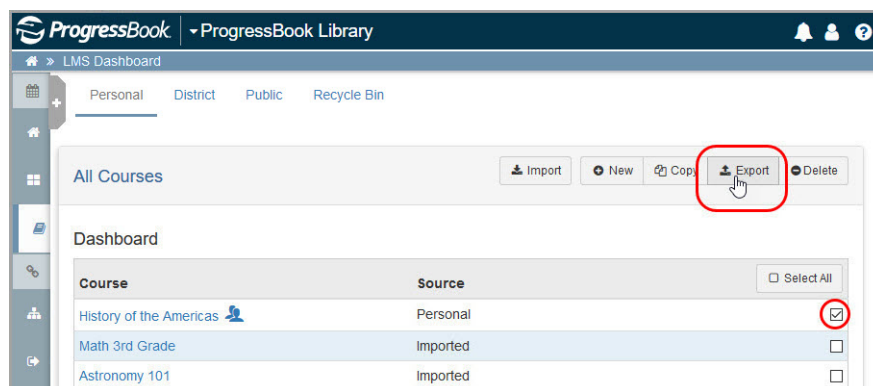 ProgressBook ProgressBook Library
» LMS Dashboard
Personal District Public Recycle Bin
All Courses Import New Copy Export Delete
Dashboard
Course Source Select All
History of the Americas Personal
Math 3rd Grade Imported
Astronomy 101 Imported